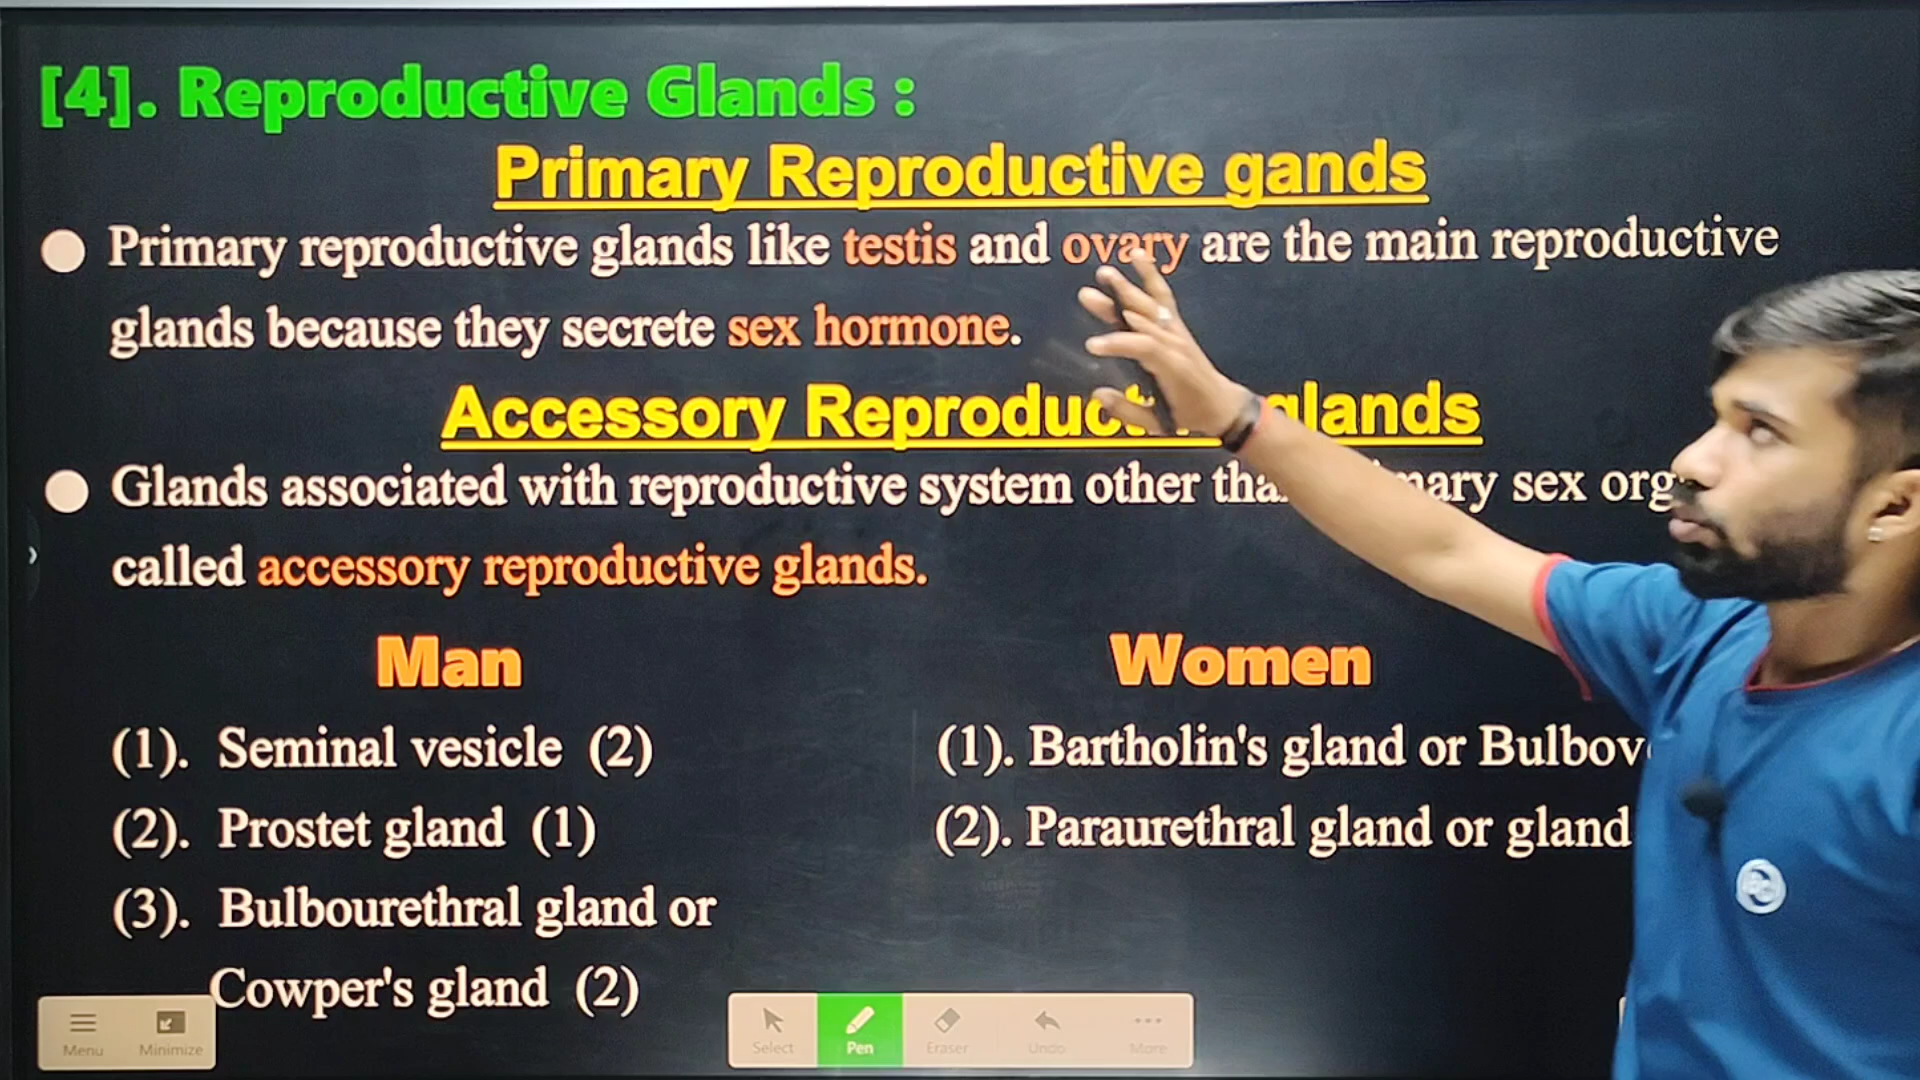 [4]. Reproductive Glands :
Primary Reproductive gands
Primary reproductive glands like testis and ovary are the main reproductive
glands because they secrete sex hormone.
Accessory glands
Glands associated with reproductive system other sex
called accessory reproductive glands.
Man Women
(1). Seminal vesicle (2) (1). Bartholin's gland or
(2). Prostet gland (1) (2). Paraurethral gland or gland
(3). Bulbourethral gland or
Cowper's gland (2)
Menu Minimize Select Pen Eraser Undo More